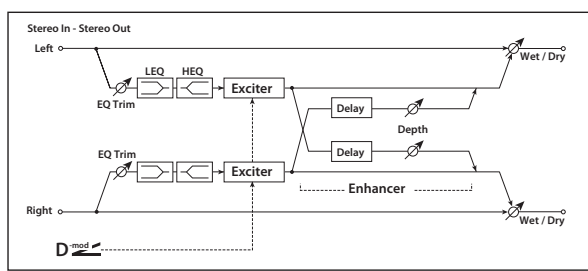 Stereo In - Stereo Out
Left
Wet / Dry
LEQ HEQ
EQ Trim
Exciter
Delay
Depth
EQ Trim
Delay
Exciter
Enhancer
Right
Wet / Dry
D-mod